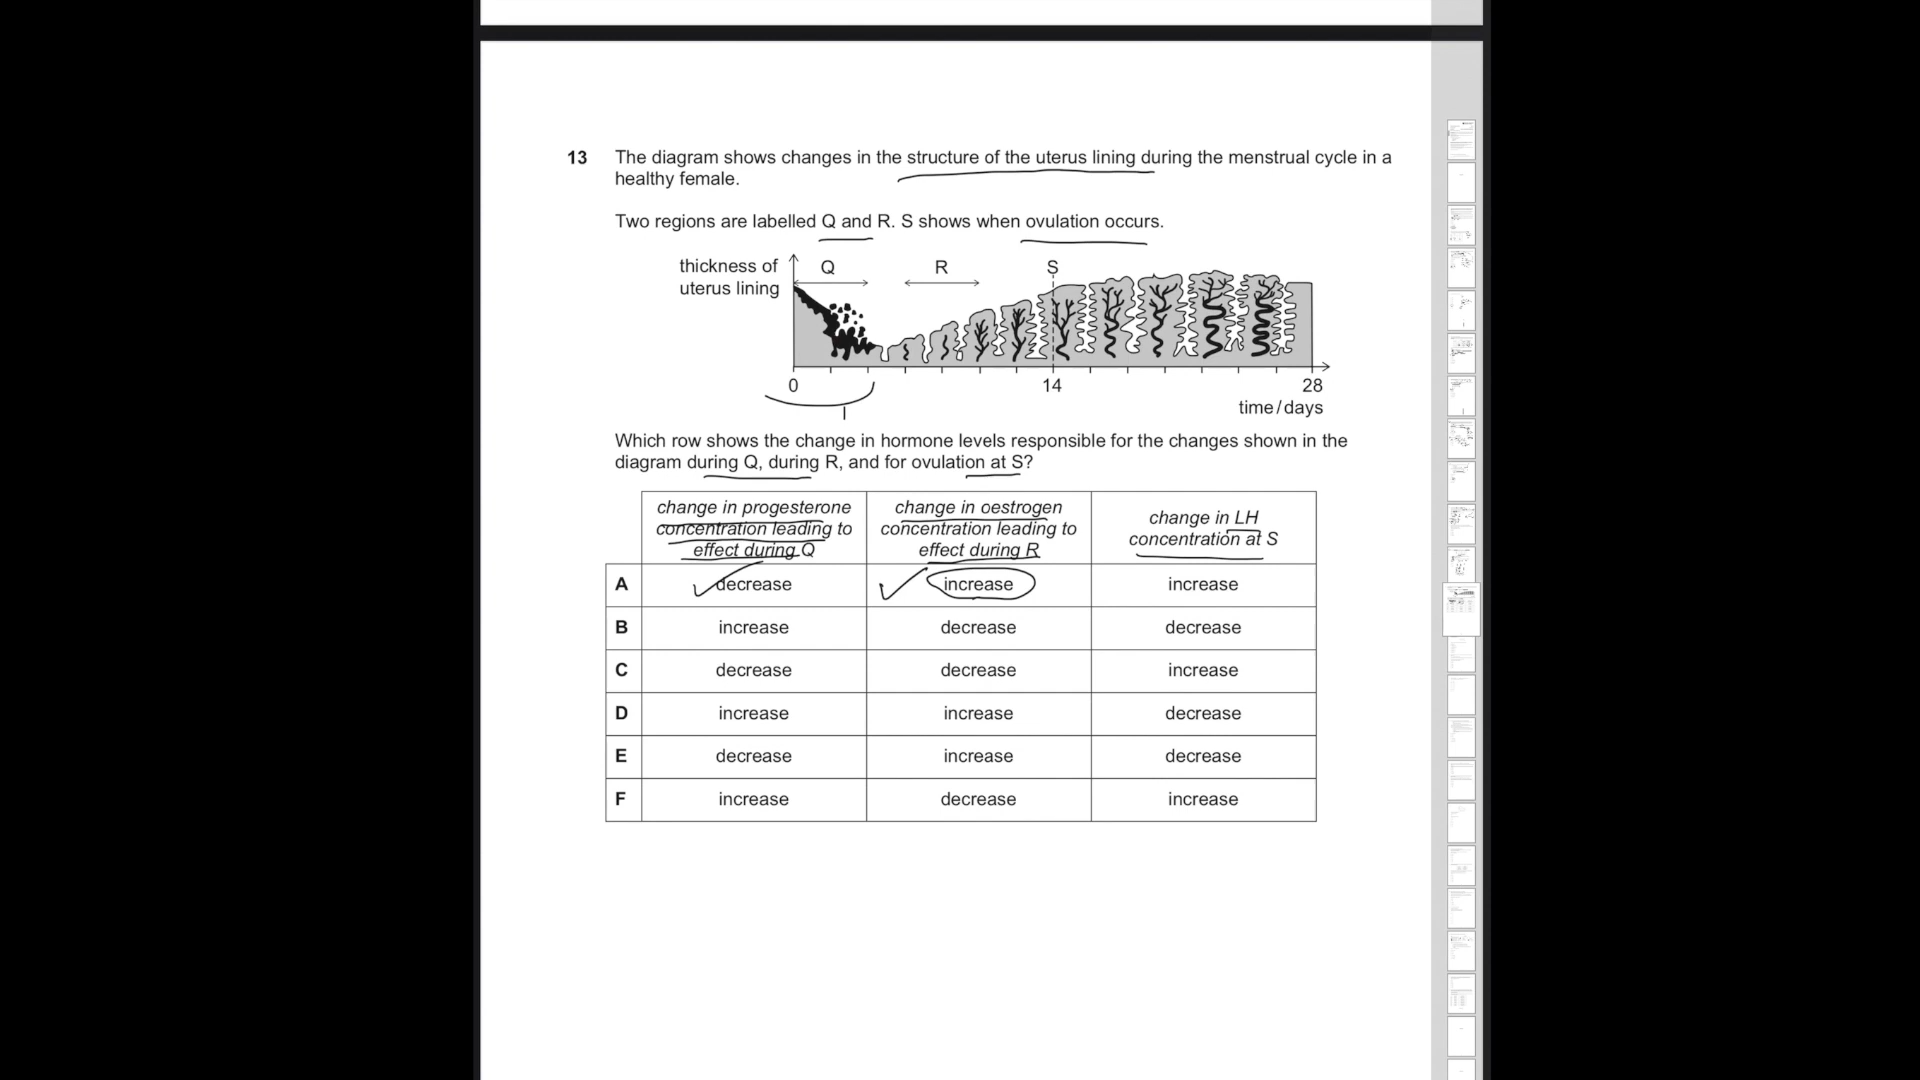 13 The diagram shows changes in the structure of the uterus lining during the menstrual cycle in a
healthy female.
Two regions are labelled Q and R. S shows when ovulation occurs.
thickness of
uterus lining
Q R S
0 14 28
time/days
Which row shows the change in hormone levels responsible for the changes shown in the
diagram during Q, during R, and for ovulation at S?
change in progesterone
concentration leading to
effect during Q
change in oestrogen
concentration leading to
effect during R
change in LH
concentration at S
A decrease increase increase
B increase decrease decrease
C decrease decrease increase
D increase increase decrease
E decrease increase decrease
F increase decrease increase